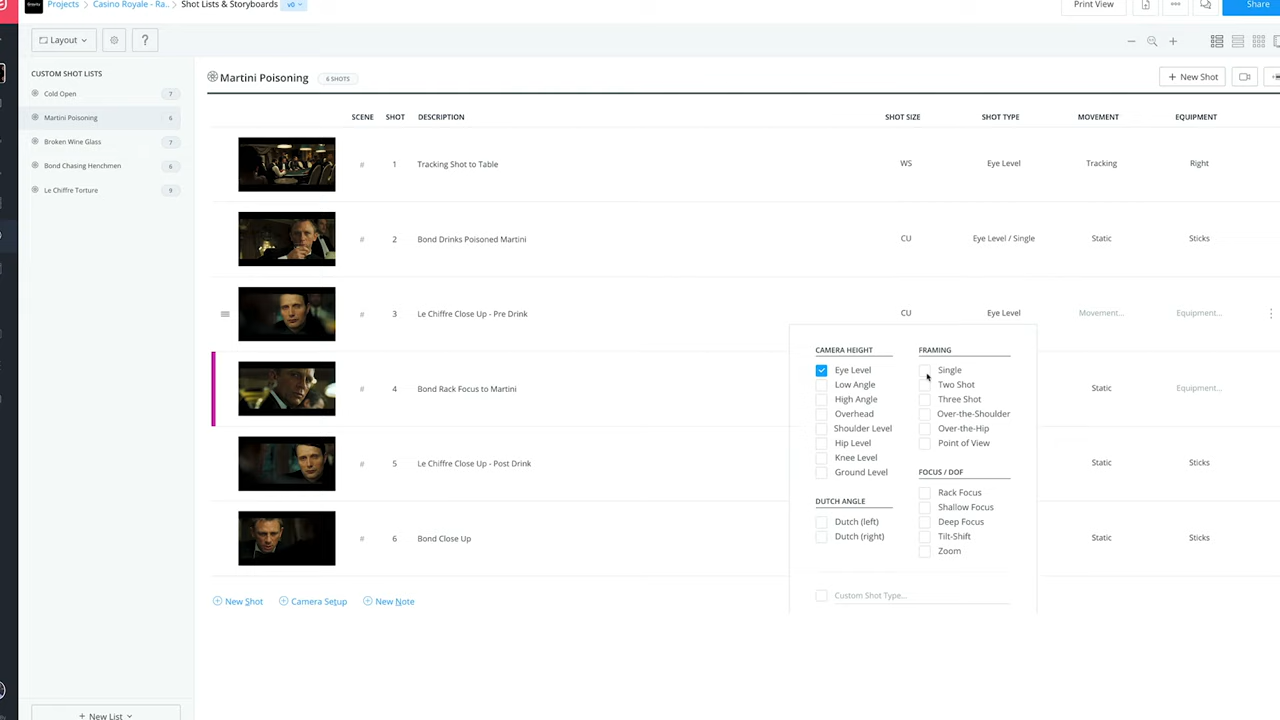 Projects > Casino Royale - Ra.. > Shot Lists & Storyboards v0
Print View
Share
Layout
?
CUSTOM SHOT LISTS
Cold Open 7
Martini Poisoning 6
Broken Wine Glass 7
Bond Chasing Henchmen 6
Le Chiffre Torture 9
+ New List
Martini Poisoning 6 SHOTS
+ New Shot
SCENE SHOT DESCRIPTION SHOT SIZE SHOT TYPE MOVEMENT EQUIPMENT
# 1 Tracking Shot to Table WS Eye Level Tracking Right
# 2 Bond Drinks Poisoned Martini CU Eye Level / Single Static Sticks
# 3 Le Chiffre Close Up - Pre Drink CU Eye Level Movement... Equipment...
# 4 Bond Rack Focus to Martini Static Equipment...
# 5 Le Chiffre Close Up - Post Drink Static Sticks
# 6 Bond Close Up Static Sticks
CAMERA HEIGHT
Eye Level
Low Angle
High Angle
Overhead
Shoulder Level
Hip Level
Knee Level
Ground Level
DUTCH ANGLE
Dutch (left)
Dutch (right)
FRAMING
Single
Two Shot
Three Shot
Over-the-Shoulder
Over-the-Hip
Point of View
FOCUS / DOF
Rack Focus
Shallow Focus
Deep Focus
Tilt-Shift
Zoom
Custom Shot Type...
New Shot Camera Setup New Note